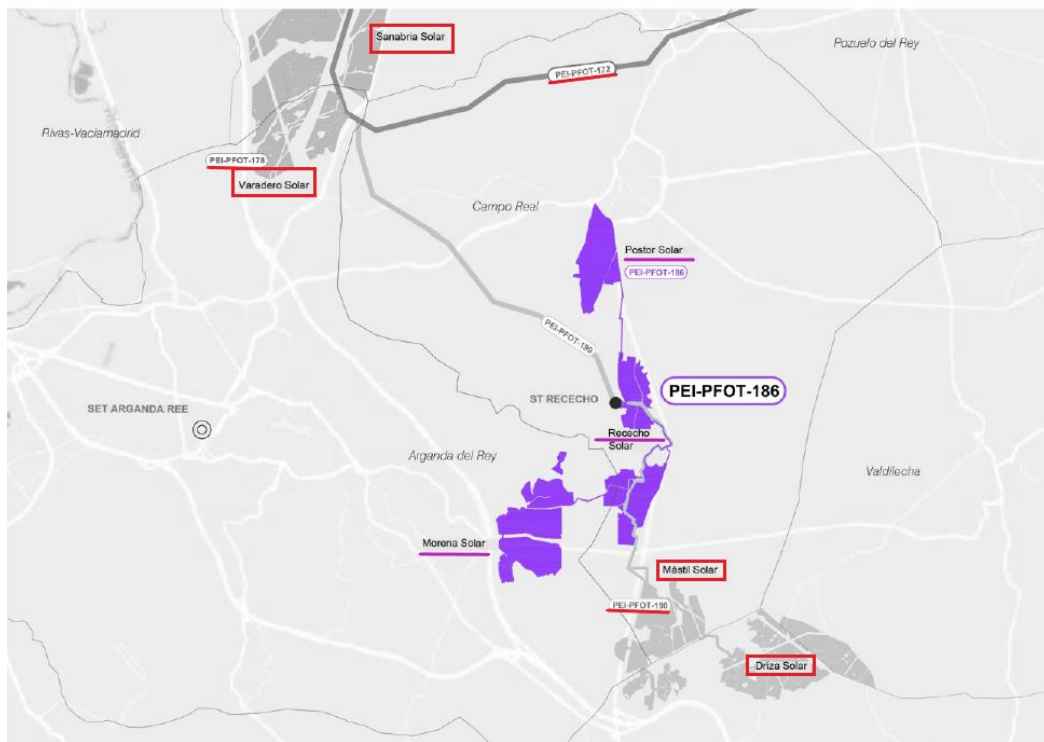 Sanabria Solar
Pozuelo del Rey
PEI-PFOT-172
Rivas-Vaciamadrid
PEI-PFOT-178
Varadero Solar
Campo Real
Postor Solar
PEI-PFOT-186
PEI-PFOT-190
PEI-PFOT-186
ST RECECHO
SET ARGANDA REE
Rececho
Solar
Arganda del Rey
Valdilecha
Morena Solar
Mástil Solar
PEI-PFOT-190
Driza Solar